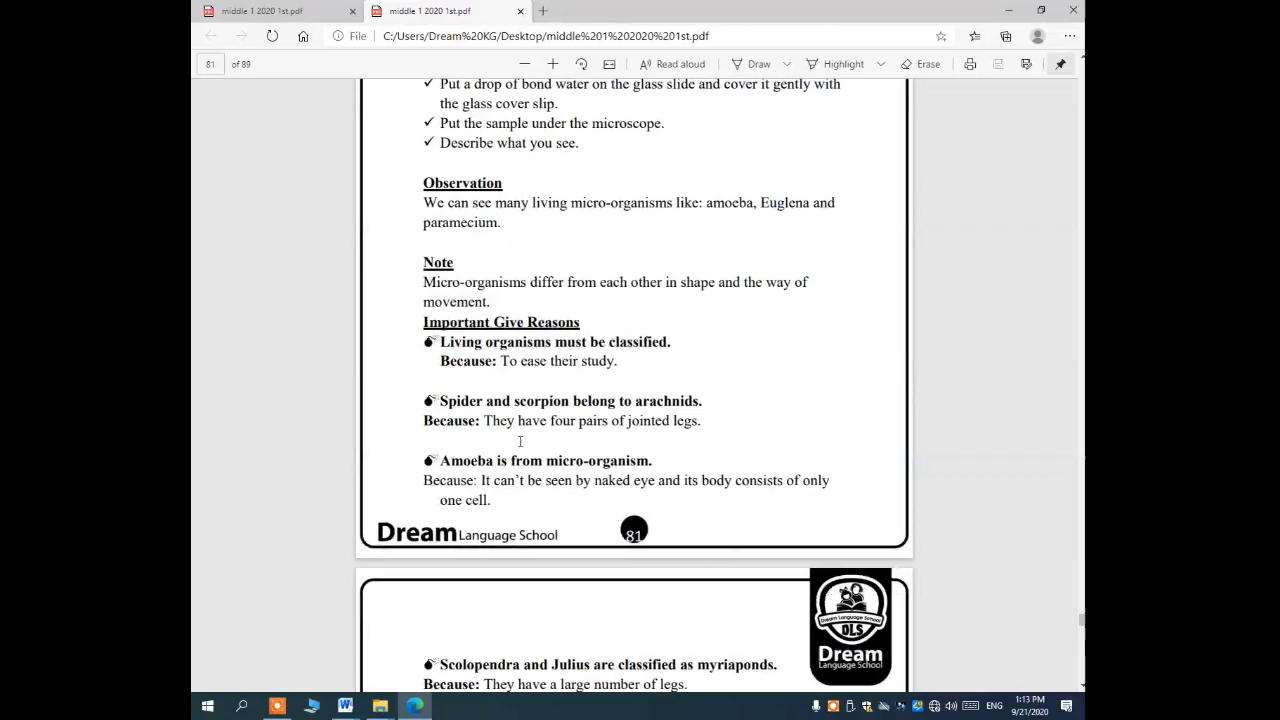 middle 1 2020 1st.pdf
middle 1 2020 1st.pdf
File
C:/Users/Dream%20KG/Desktop/middle%201%202020%201st.pdf
81 of 89
Read aloud
Draw
Highlight
Erase
✓ Put a drop of bond water on the glass slide and cover it gently with
the glass cover slip.
✓ Put the sample under the microscope.
✓ Describe what you see.
Observation
We can see many living micro-organisms like: amoeba, Euglena and
paramecium.
Note
Micro-organisms differ from each other in shape and the way of
movement.
Important Give Reasons
Living organisms must be classified.
Because: To ease their study.
Spider and scorpion belong to arachnids.
Because: They have four pairs of jointed legs.
Amoeba is from micro-organism.
Because: It can't be seen by naked eye and its body consists of only
one cell.
Dream Language School
81
Dream Language School
DLS
Dream
Language School
Scolopendra and Julius are classified as myriaponds.
Because: They have a large number of legs.
ENG
1:13 PM
9/21/2020